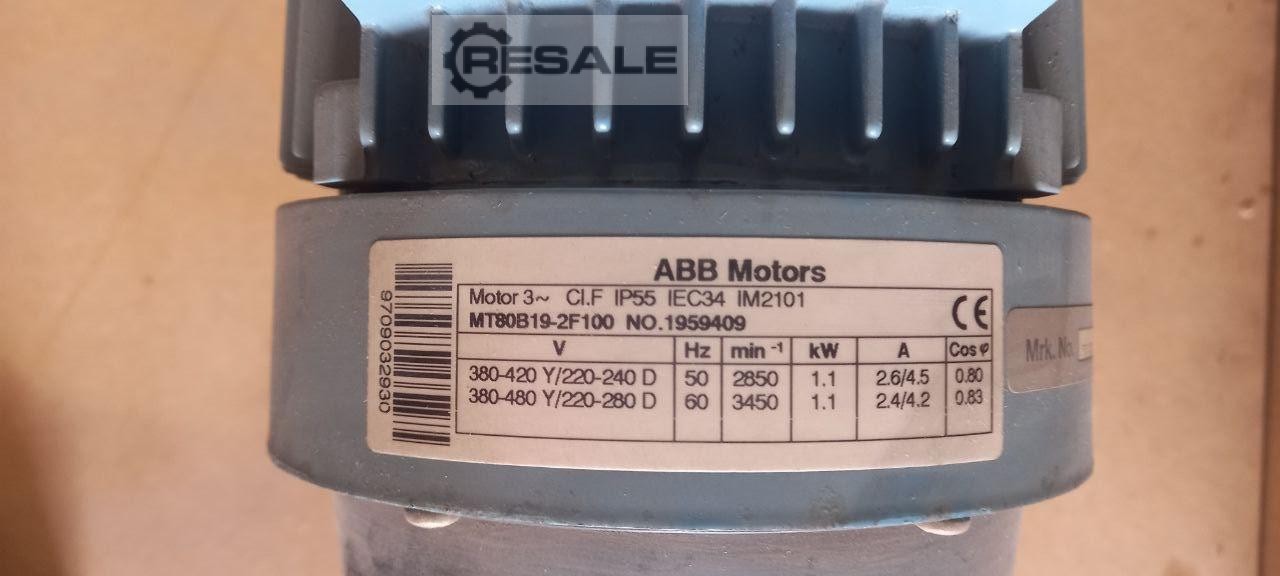 RESALE
ABB Motors
Motor 3~ Cl.F IP55 IEC34 IM2101
MT80B19-2F100 NO.1959409
CE
V Hz min⁻¹ kW A Cos φ
380-420 Y/220-240 D 50 2850 1.1 2.6/4.5 0.80
380-480 Y/220-280 D 60 3450 1.1 2.4/4.2 0.83
9709032930
Mrk. No.